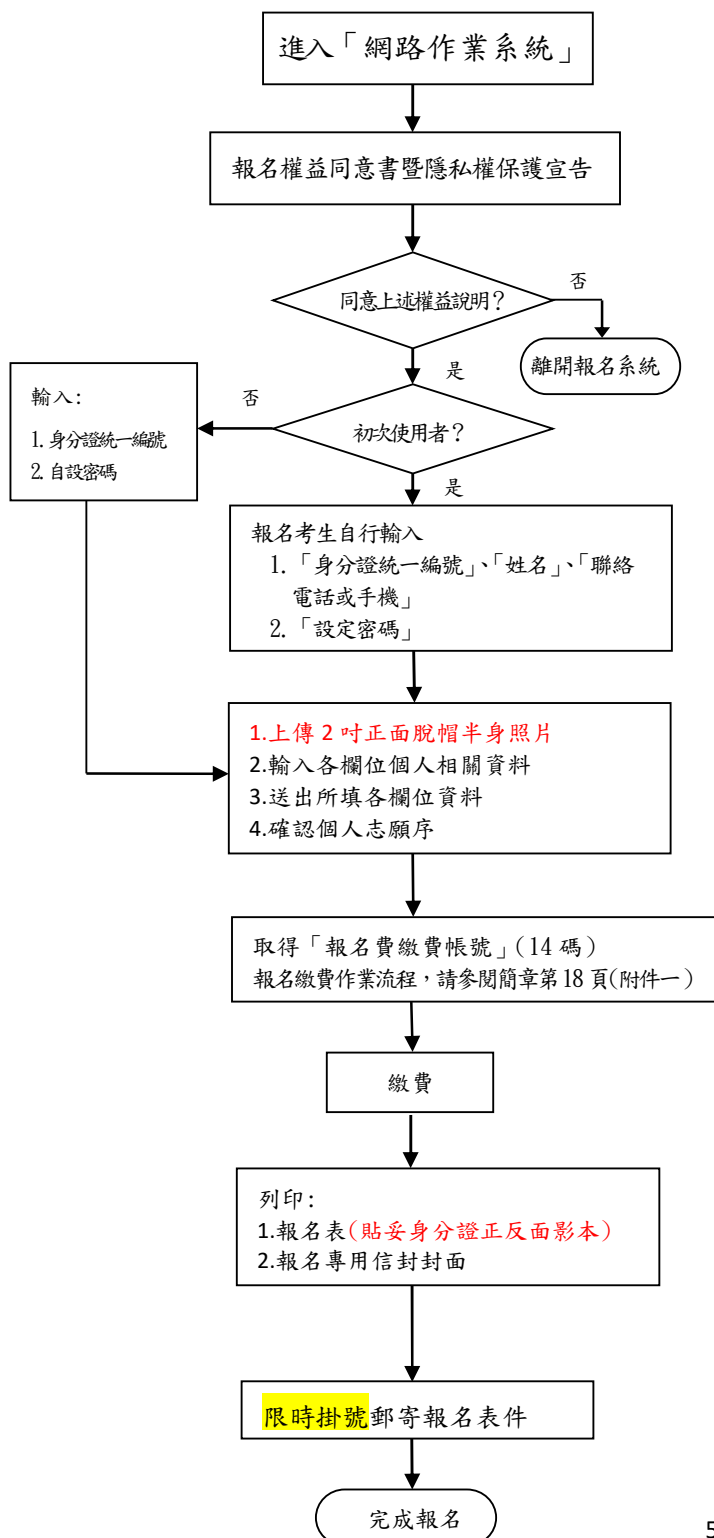 進入「網路作業系統」
報名權益同意書暨隱私權保護宣告
同意上述權益說明？
否
離開報名系統
是
初次使用者？
否
輸入：
1. 身分證統一編號
2. 自設密碼
是
報名考生自行輸入
1. 「身分證統一編號」、「姓名」、「聯絡
電話或手機」
2. 「設定密碼」
1.上傳 2 吋正面脫帽半身照片
2.輸入各欄位個人相關資料
3.送出所填各欄位資料
4.確認個人志願序
取得「報名費繳費帳號」(14 碼)
報名繳費作業流程，請參閱簡章第 18 頁(附件一)
繳費
列印：
1.報名表(貼妥身分證正反面影本)
2.報名專用信封封面
限時掛號郵寄報名表件
完成報名
5